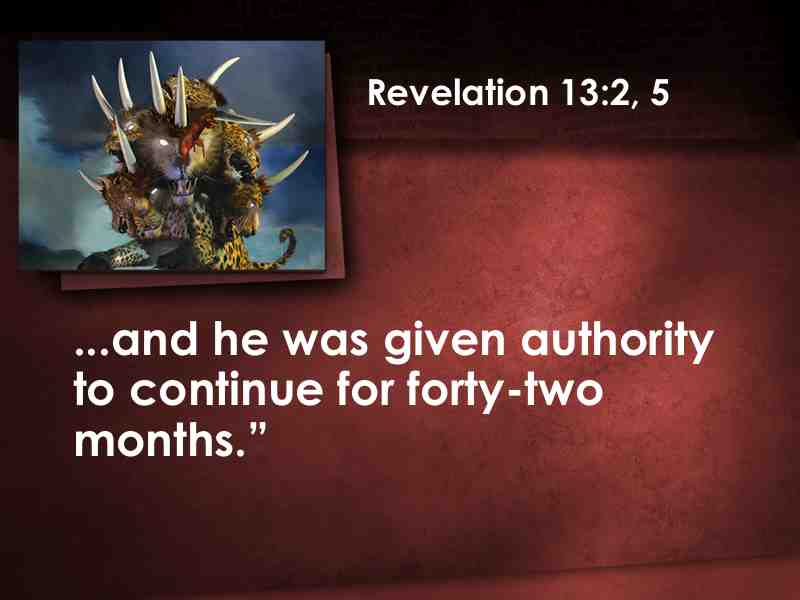 Revelation 13:2, 5
...and he was given authority
to continue for forty-two
months.”